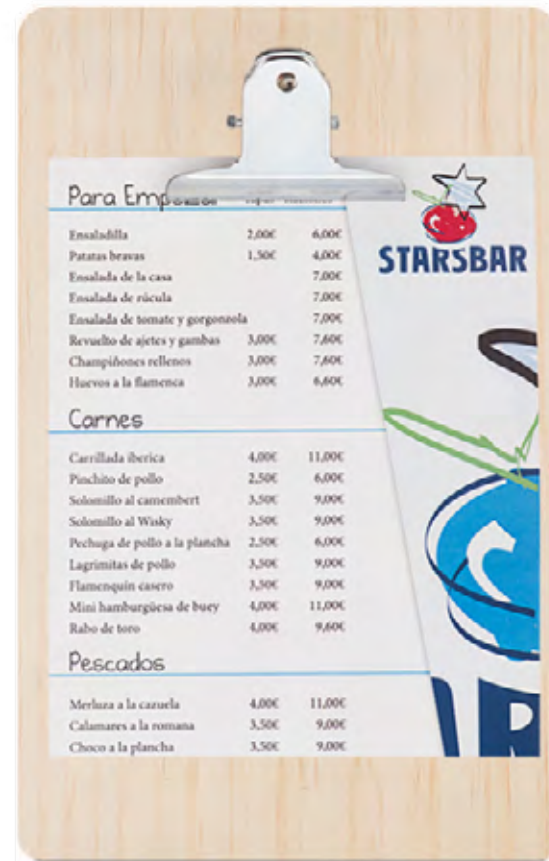 Para Empezar
STARSBAR
Ensaladilla 2,00€ 6,00€
Patatas bravas 1,50€ 4,00€
Ensalada de la casa 7,00€
Ensalada de rúcula 7,00€
Ensalada de tomate y gorgonzola 7,00€
Revuelto de ajetes y gambas 3,00€ 7,60€
Champiñones rellenos 3,00€ 7,60€
Huevos a la flamenca 3,00€ 6,60€
Carnes
Carrillada iberica 4,00€ 11,00€
Pinchito de pollo 2,50€ 6,00€
Solomillo al camembert 3,50€ 9,00€
Solomillo al Wisky 3,50€ 9,00€
Pechuga de pollo a la plancha 2,50€ 6,00€
Lagrimitas de pollo 3,50€ 9,00€
Flamenquín casero 3,50€ 9,00€
Mini hamburgüesa de buey 4,00€ 11,00€
Rabo de toro 4,00€ 9,60€
Pescados
Merluza a la cazuela 4,00€ 11,00€
Calamares a la romana 3,50€ 9,00€
Choco a la plancha 3,50€ 9,00€